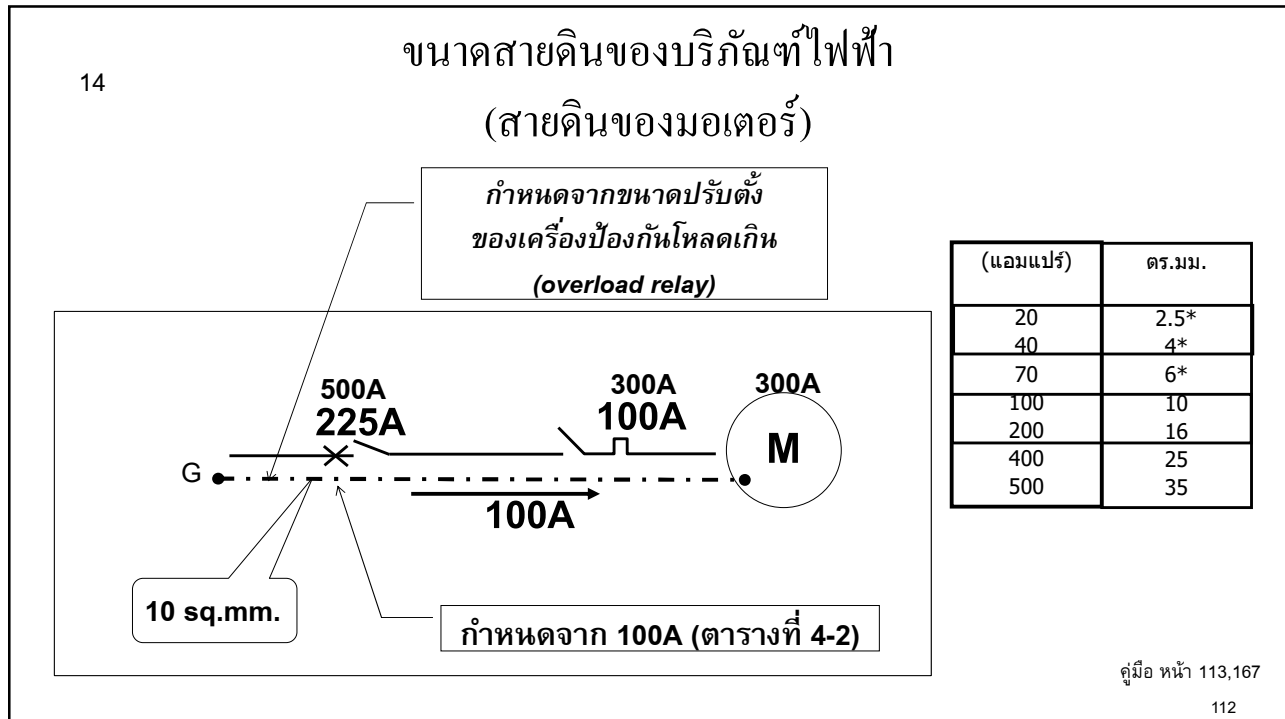 14
ขนาดสายดินของบริภัณฑ์ไฟฟ้า
(สายดินของมอเตอร์)
กำหนดจากขนาดปรับตั้ง
ของเครื่องป้องกันโหลดเกิน
(overload relay)
(แอมแปร์) ตร.มม.
20 2.5*
40 4*
70 6*
100 10
200 16
400 25
500 35
500A 300A 300A
225A 100A
M
G
100A
10 sq.mm.
กำหนดจาก 100A (ตารางที่ 4-2)
คู่มือ หน้า 113,167
112